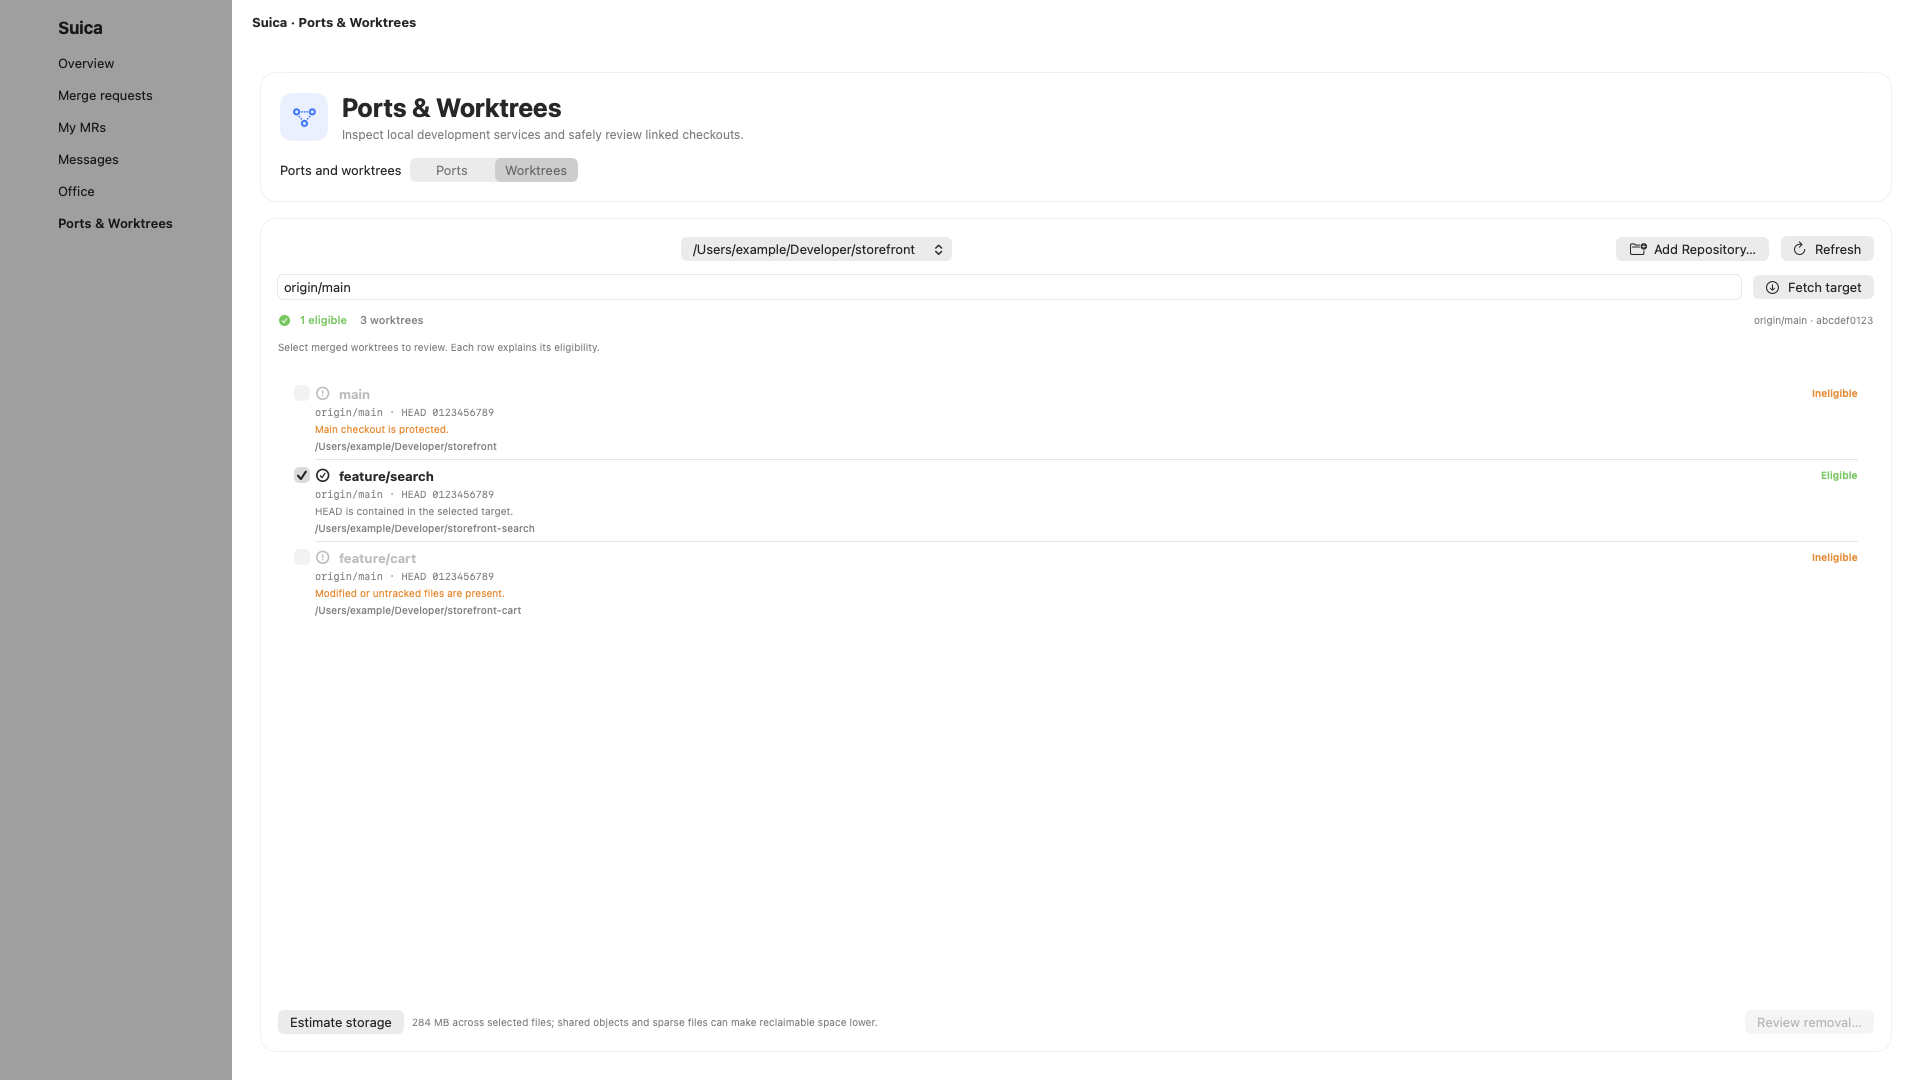 Suica
Overview
Merge requests
My MRs
Messages
Office
Ports & Worktrees
Suica · Ports & Worktrees
Ports & Worktrees
Inspect local development services and safely review linked checkouts.
Ports and worktrees Ports Worktrees
/Users/example/Developer/storefront Add Repository... Refresh
origin/main Fetch target
1 eligible 3 worktrees origin/main · abcdef0123
Select merged worktrees to review. Each row explains its eligibility.
main Ineligible
origin/main · HEAD 0123456789
Main checkout is protected.
/Users/example/Developer/storefront
feature/search Eligible
origin/main · HEAD 0123456789
HEAD is contained in the selected target.
/Users/example/Developer/storefront-search
feature/cart Ineligible
origin/main · HEAD 0123456789
Modified or untracked files are present.
/Users/example/Developer/storefront-cart
Estimate storage 284 MB across selected files; shared objects and sparse files can make reclaimable space lower. Review removal...